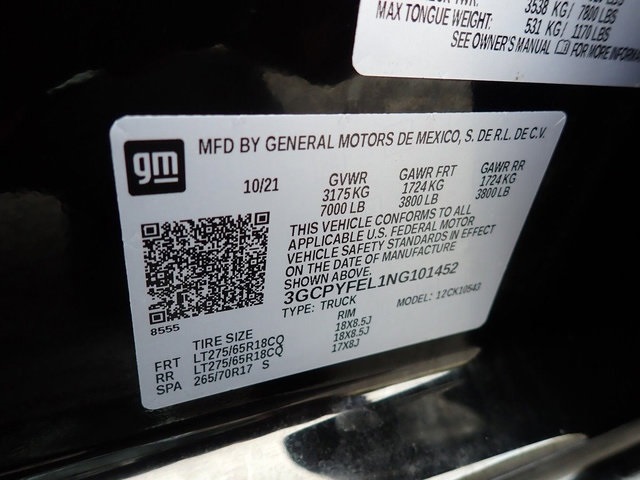 3538 KG/ 7800 LBS
MAX TONGUE WEIGHT:
531 KG/ 1170 LBS
SEE OWNER'S MANUAL FOR MORE
gm
MFD BY GENERAL MOTORS DE MEXICO, S. DE R.L. DE C.V.
10/21
GVWR GAWR FRT GAWR RR
3175 KG 1724 KG 1724 KG
7000 LB 3800 LB 3800 LB
THIS VEHICLE CONFORMS TO ALL
APPLICABLE U.S. FEDERAL MOTOR
VEHICLE SAFETY STANDARDS IN EFFECT
ON THE DATE OF MANUFACTURE
SHOWN ABOVE.
3GCPYFEL1NG101452
TYPE: TRUCK MODEL: 12CK10543
8555
TIRE SIZE RIM
FRT LT275/65R18CQ 18X8.5J
RR LT275/65R18CQ 18X8.5J
SPA 265/70R17 S 17X8J